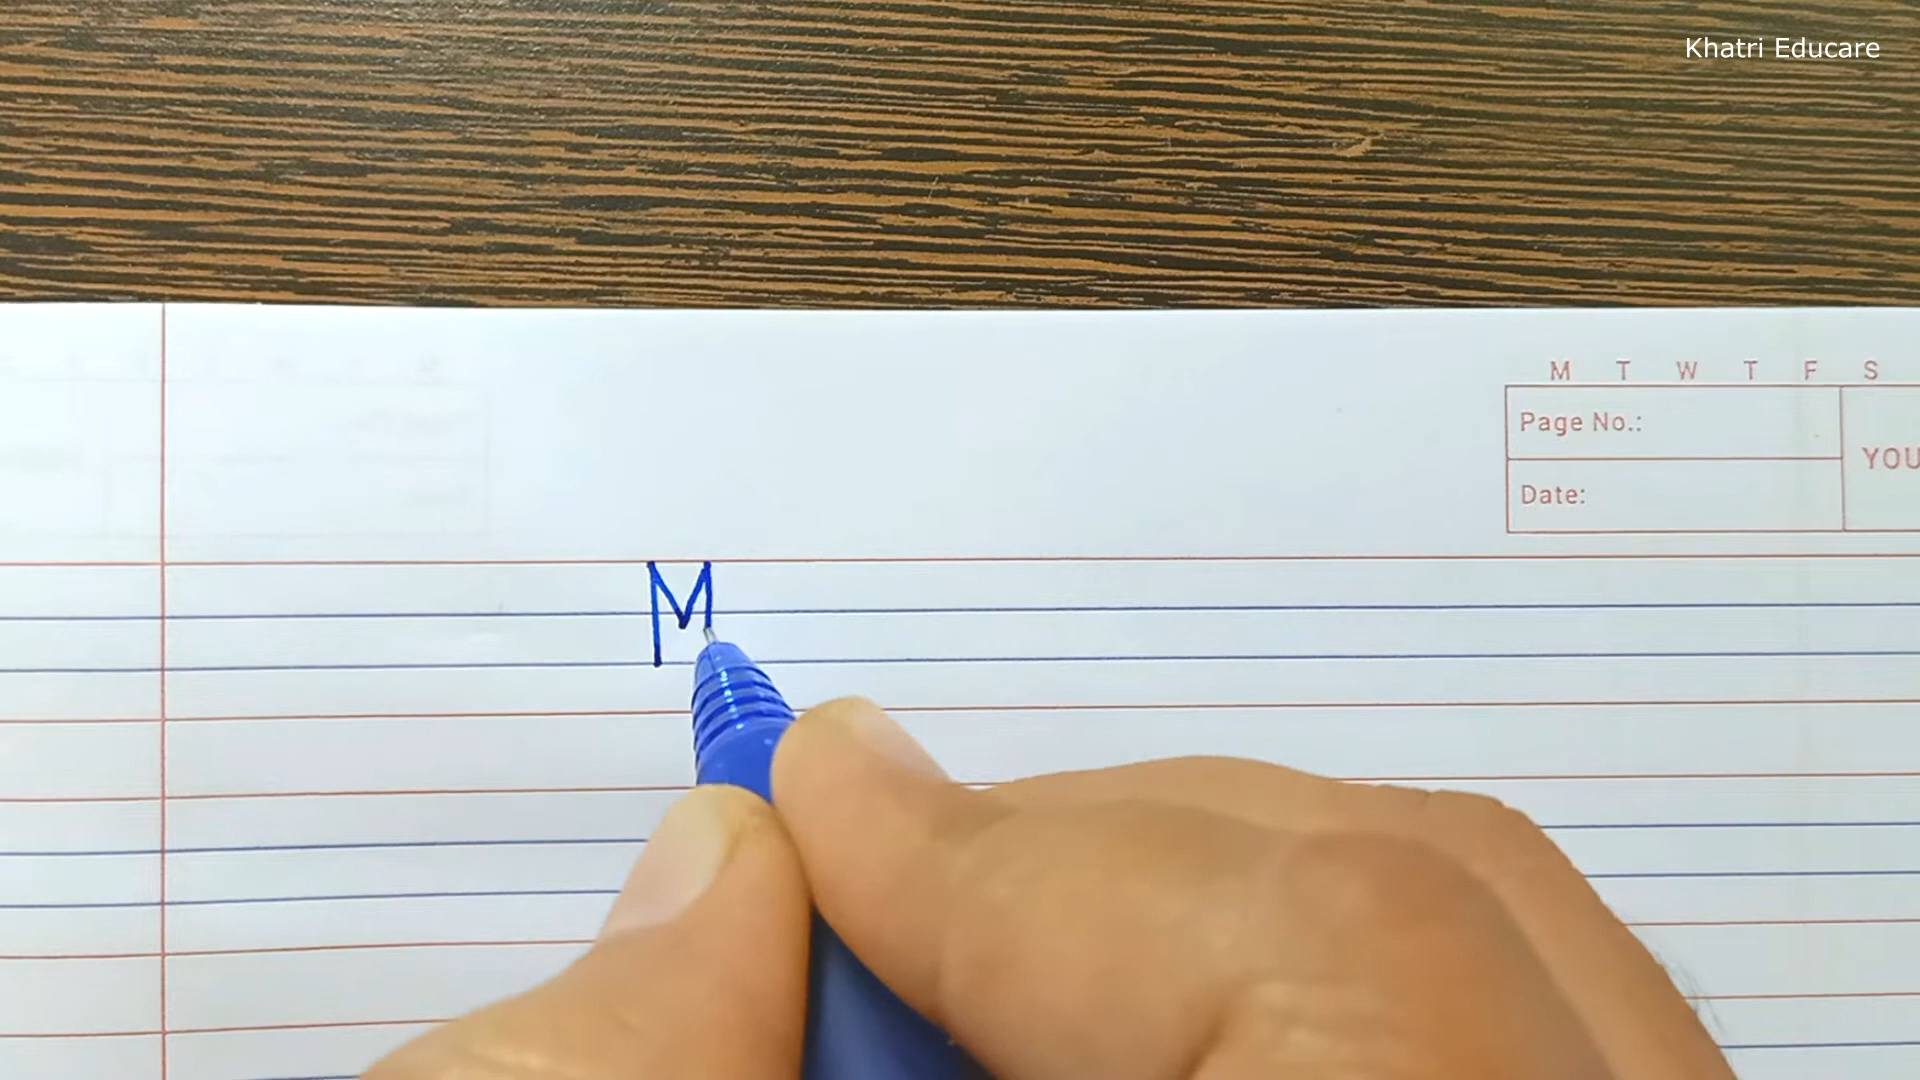 Khatri Educare
M T W T F S
Page No.:
YOU
Date:
M